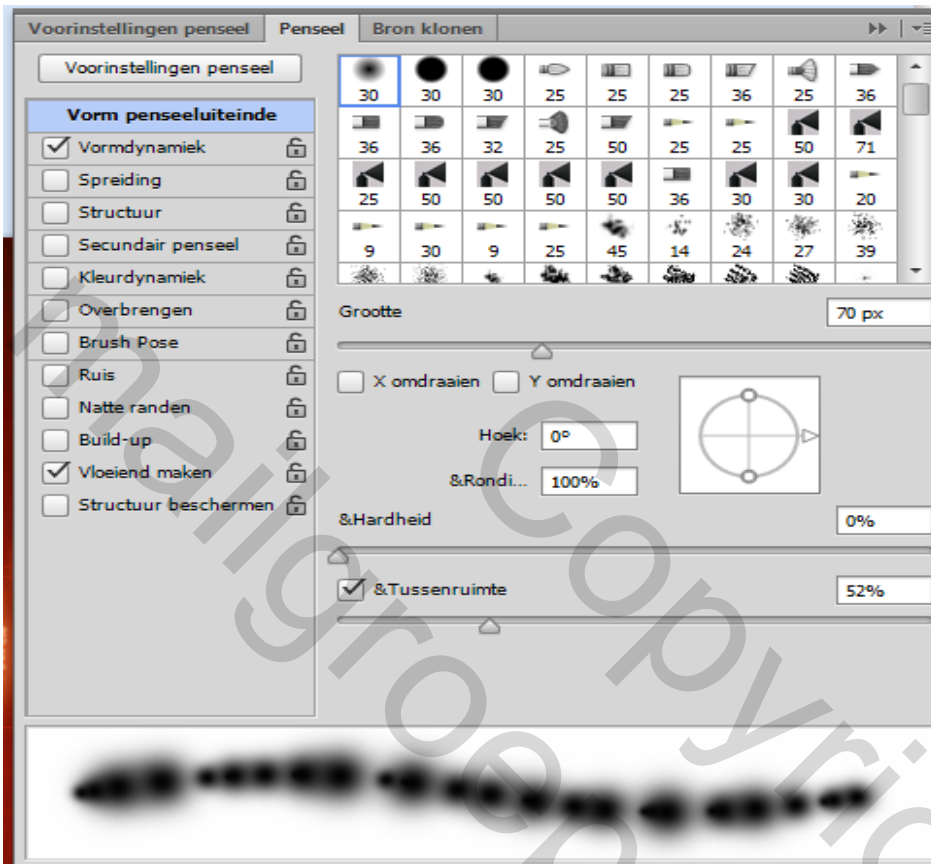 Voorinstellingen penseel Penseel Bron klonen
Voorinstellingen penseel
Vorm penseeluiteinde
Vormdynamiek
Spreiding
Structuur
Secundair penseel
Kleurdynamiek
Overbrengen
Brush Pose
Ruis
Natte randen
Build-up
Vloeiend maken
Structuur beschermen
30 30 30 25 25 25 36 25 36
36 36 32 25 50 25 25 50 71
25 50 50 50 50 36 30 30 20
9 30 9 25 45 14 24 27 39
Grootte 70 px
X omdraaien Y omdraaien
Hoek: 0º
&Rondi... 100%
&Hardheid 0%
&Tussenruimte 52%
mailgroep
Copyri